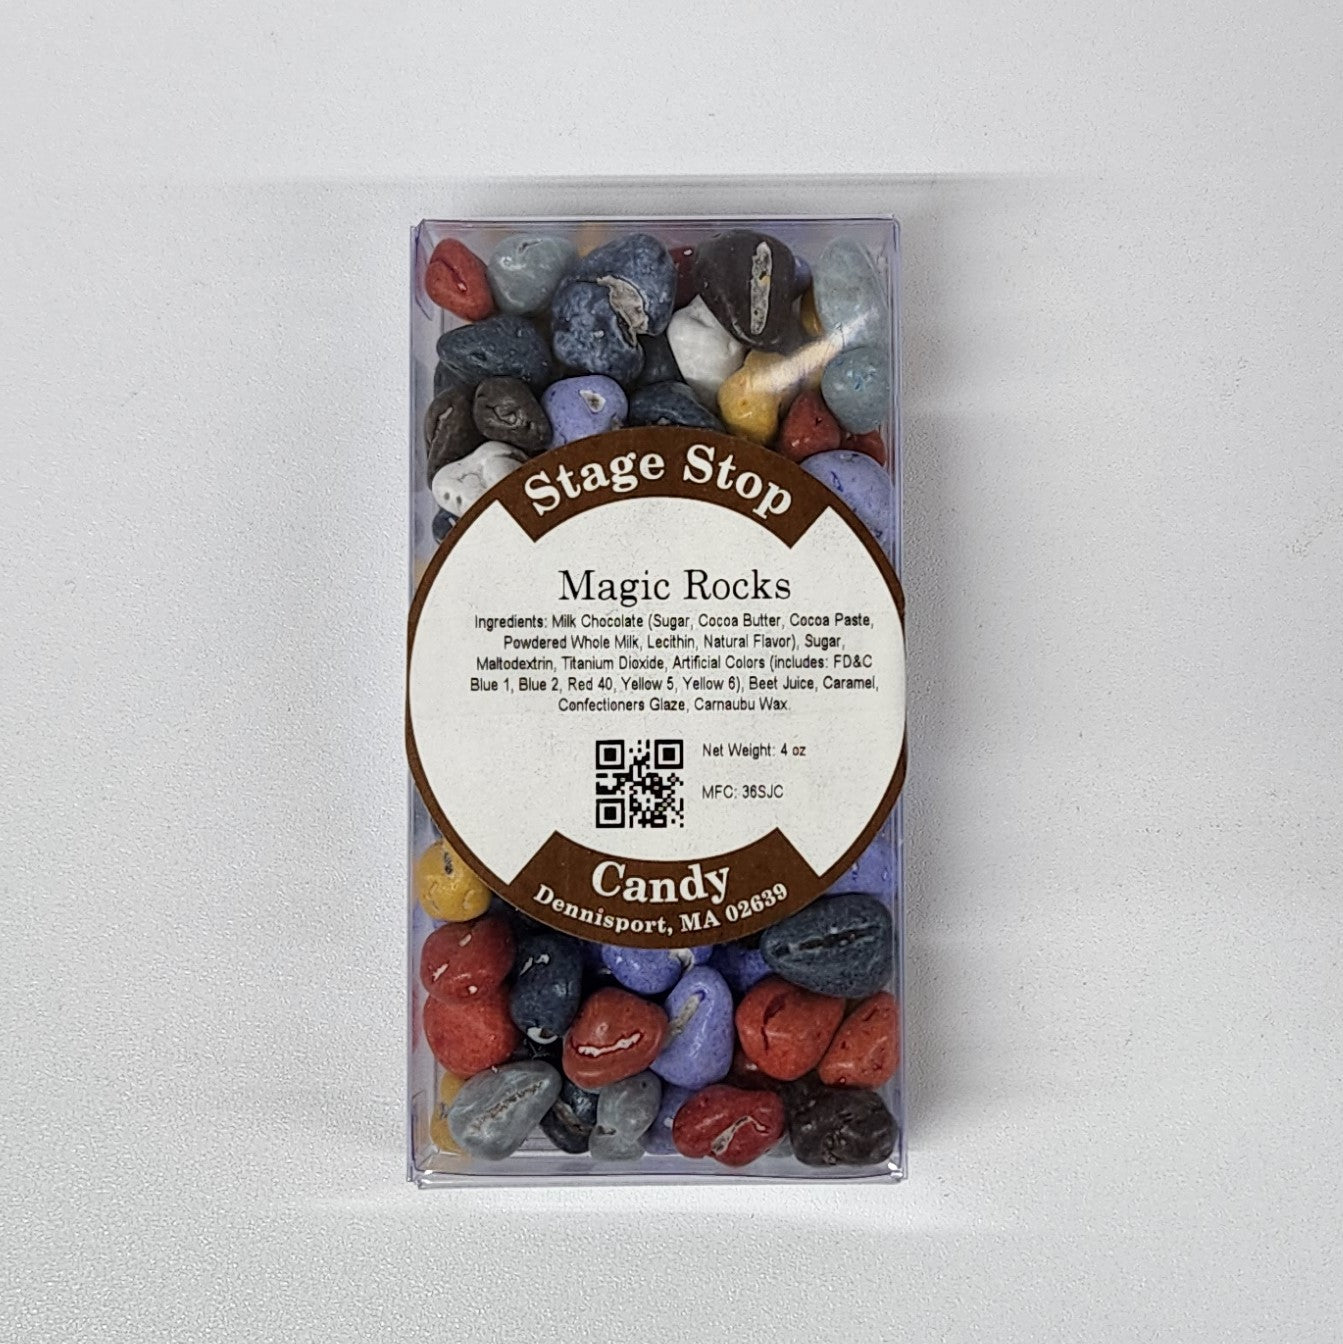 Stage Stop
Magic Rocks
Ingredients: Milk Chocolate (Sugar, Cocoa Butter, Cocoa Paste,
Powdered Whole Milk, Lecithin, Natural Flavor), Sugar,
Maltodextrin, Titanium Dioxide, Artificial Colors (includes: FD&C
Blue 1, Blue 2, Red 40, Yellow 5, Yellow 6), Beet Juice, Caramel,
Confectioners Glaze, Carnaubu Wax.
Net Weight: 4 oz
MFC: 36SJC
Candy
Dennisport, MA 02639